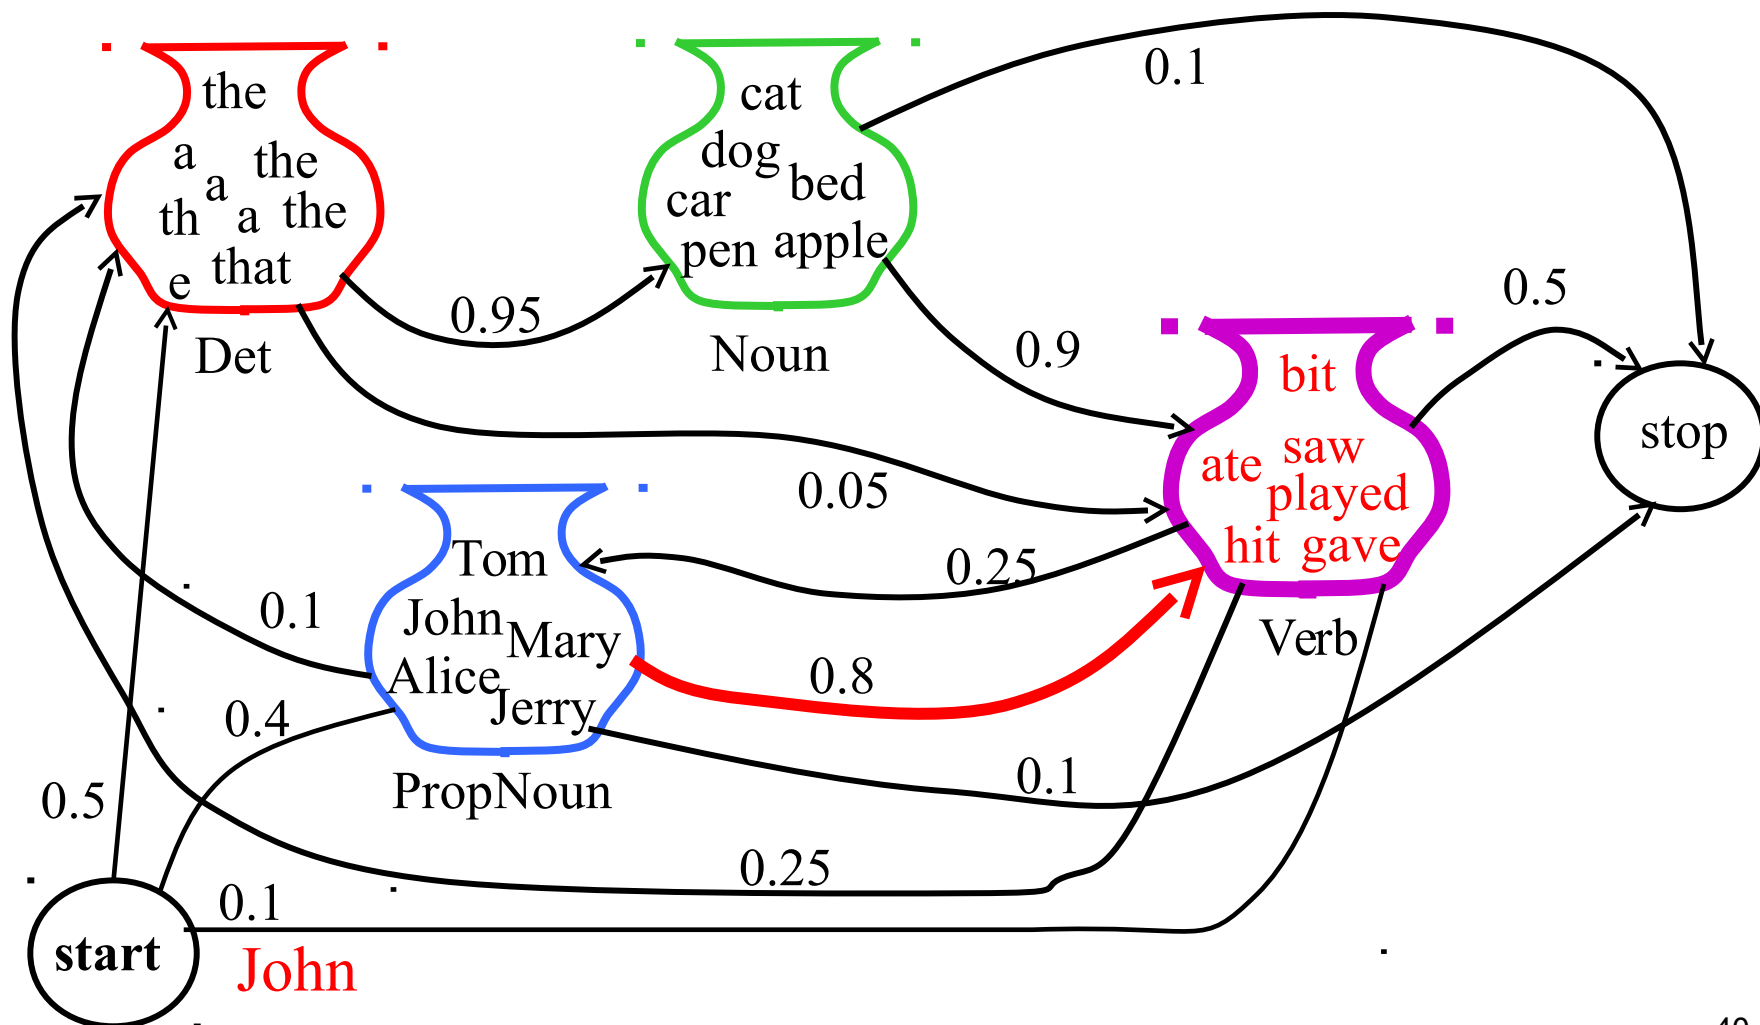 the
a
the
a
th
a
the
that
e
Det
cat
dog
bed
car
apple
pen
Noun
0.1
0.95
0.9
0.5
bit
saw
ate
played
hit gave
Verb
stop
0.05
0.25
Tom
John
Mary
Alice
Jerry
PropNoun
0.1
0.8
0.4
0.1
0.5
0.25
0.1
start
John